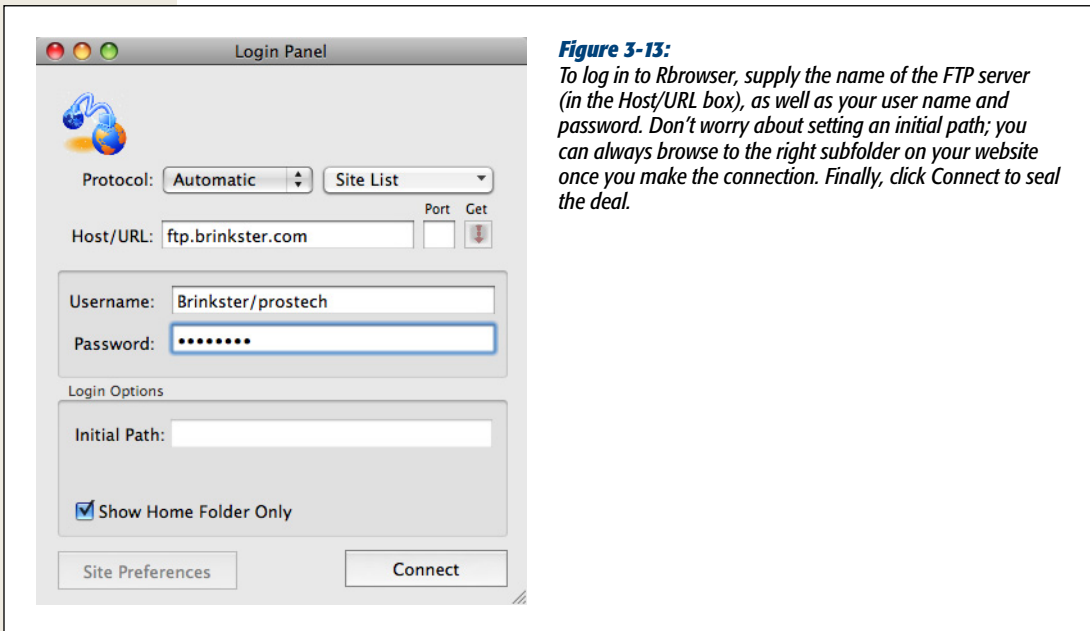 Login Panel
Protocol: Automatic Site List
Port Get
Host/URL: ftp.brinkster.com
Username: Brinkster/prostech
Password: ••••••••
Login Options
Initial Path:
Show Home Folder Only
Site Preferences Connect
Figure 3-13:
To log in to Rbrowser, supply the name of the FTP server
(in the Host/URL box), as well as your user name and
password. Don’t worry about setting an initial path; you
can always browse to the right subfolder on your website
once you make the connection. Finally, click Connect to seal
the deal.